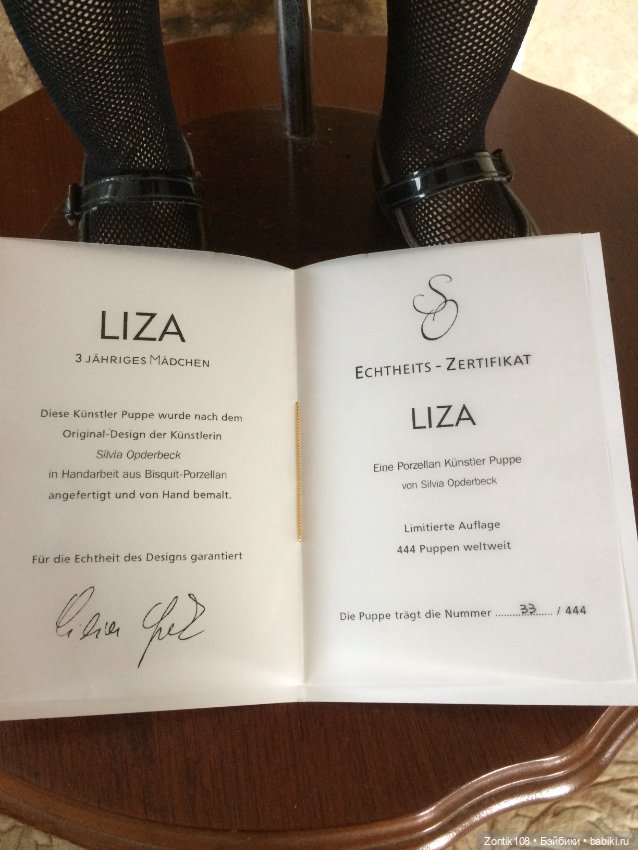 LIZA
3 JÄHRIGES MÄDCHEN
Diese Künstler Puppe wurde nach dem
Original-Design der Künstlerin
Silvia Opderbeck
in Handarbeit aus Bisquit-Porzellan
angefertigt und von Hand bemalt.
Für die Echtheit des Designs garantiert
SO
ECHTHEITS - ZERTIFIKAT
LIZA
Eine Porzellan Künstler Puppe
von Silvia Opderbeck
Limitierte Auflage
444 Puppen weltweit
Die Puppe trägt die Nummer ......33...... / 444
Zontik108 • Бэйбики • babiki.ru